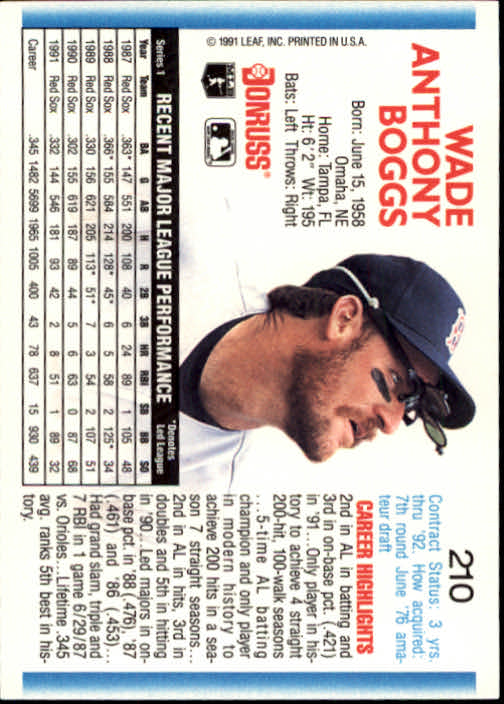 WADE
ANTHONY
BOGGS
210
Born: June 15, 1958
Omaha, NE
Home: Tampa, FL
Ht: 6'2" Wt: 195
Bats: Left Throws: Right
DONRUSS
© 1991 LEAF, INC. PRINTED IN U.S.A.
Contract Status: 3 yrs.
thru '92. How acquired:
7th round June '76 ama-
teur draft
CAREER HIGHLIGHTS
2nd in AL in batting and
3rd in on-base pct. (.421)
in '91...Only player in his-
tory to achieve 4 straight
200-hit, 100-walk seasons
...5-time AL batting
champion and only player
in modern history to
achieve 200 hits in a sea-
son 7 straight seasons...
2nd in AL in hits, 3rd in
doubles and 5th in hitting
in '90...Led majors in on-
base pct. in '88 (.476), '87
(.461) and '86 (.453)...
Had grand slam, triple and
7 RBI in 1 game 6/29/87
vs. Orioles...Lifetime .345
avg. ranks 5th best in his-
tory.
Series 1 RECENT MAJOR LEAGUE PERFORMANCE *Denotes Led League
Year Team BA G AB H R 2B 3B HR RBI SB BB SO
1987 Red Sox .363* 147 551 200 108 40 6 24 89 1 105 48
1988 Red Sox .366* 155 584 214 128* 45* 6 5 58 2 125* 34
1989 Red Sox .330 156 621 205 113* 51* 7 3 54 2 107 51
1990 Red Sox .302 155 619 187 89 44 5 6 63 0 87 68
1991 Red Sox .332 144 546 181 93 42 2 8 51 1 89 32
Career .345 1482 5699 1965 1005 400 43 78 637 15 930 439